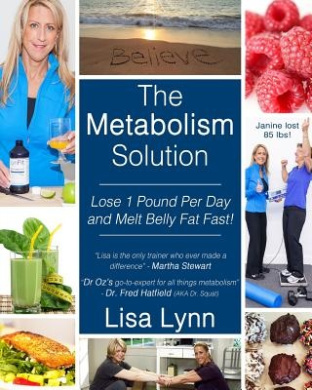 Believe
The
Metabolism
Solution
Janine lost
85 lbs!
Lose 1 Pound Per Day
and Melt Belly Fat Fast!
"Lisa is the only trainer who ever made a
difference" - Martha Stewart
"Dr Oz's go-to-expert for all things metabolism"
- Dr. Fred Hatfield (AKA Dr. Squat)
Lisa Lynn